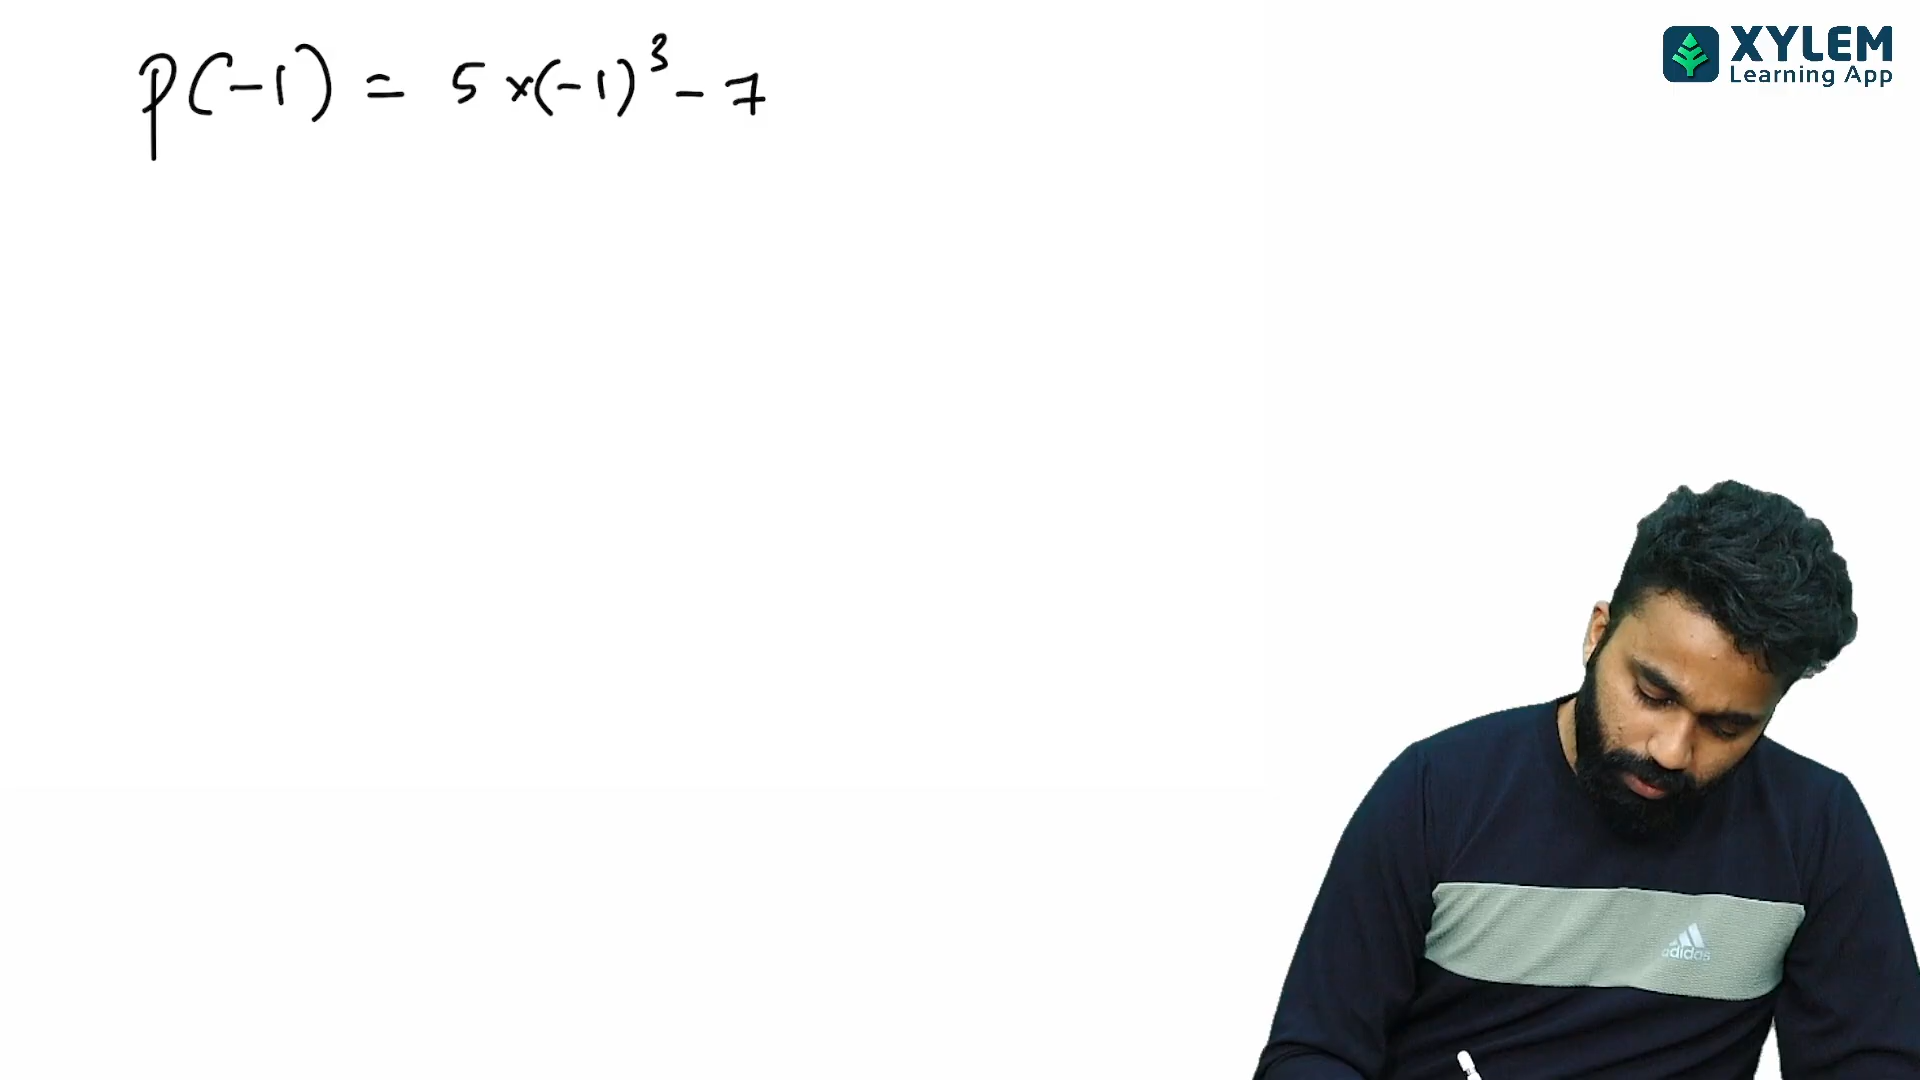 p(-1) = 5 ×(-1)³ - 7
XYLEM
Learning App
adidas